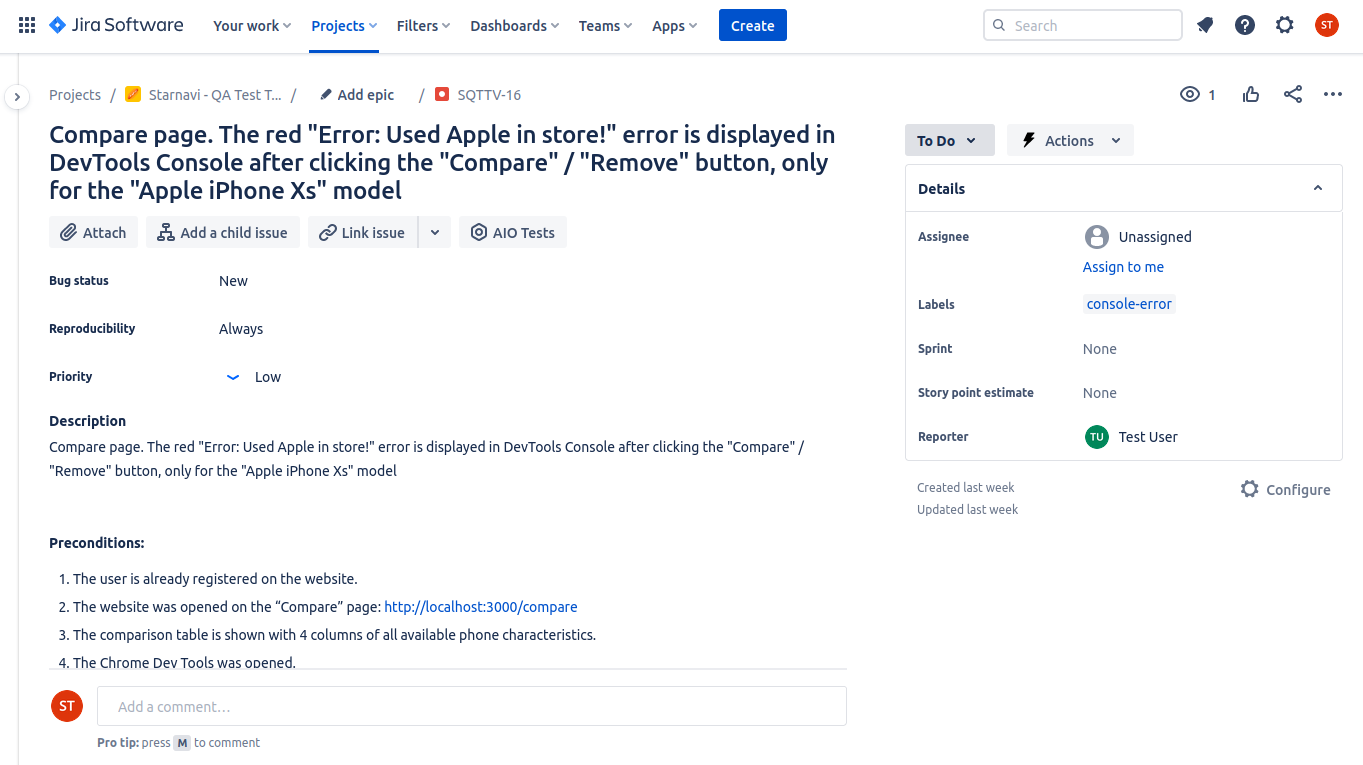 Jira Software
Your work
Projects
Filters
Dashboards
Teams
Apps
Create
Search
ST
Projects / Starnavi - QA Test T... / Add epic / SQTTV-16
1
Compare page. The red "Error: Used Apple in store!" error is displayed in
DevTools Console after clicking the "Compare" / "Remove" button, only
for the "Apple iPhone Xs" model
Attach
Add a child issue
Link issue
AIO Tests
Bug status New
Reproducibility Always
Priority Low
Description
Compare page. The red "Error: Used Apple in store!" error is displayed in DevTools Console after clicking the "Compare" /
"Remove" button, only for the "Apple iPhone Xs" model
Preconditions:
1. The user is already registered on the website.
2. The website was opened on the “Compare” page: http://localhost:3000/compare
3. The comparison table is shown with 4 columns of all available phone characteristics.
4. The Chrome Dev Tools was opened.
ST
Add a comment…
Pro tip: press M to comment
To Do
Actions
Details
Assignee Unassigned
Assign to me
Labels console-error
Sprint None
Story point estimate None
Reporter TU Test User
Created last week
Configure
Updated last week